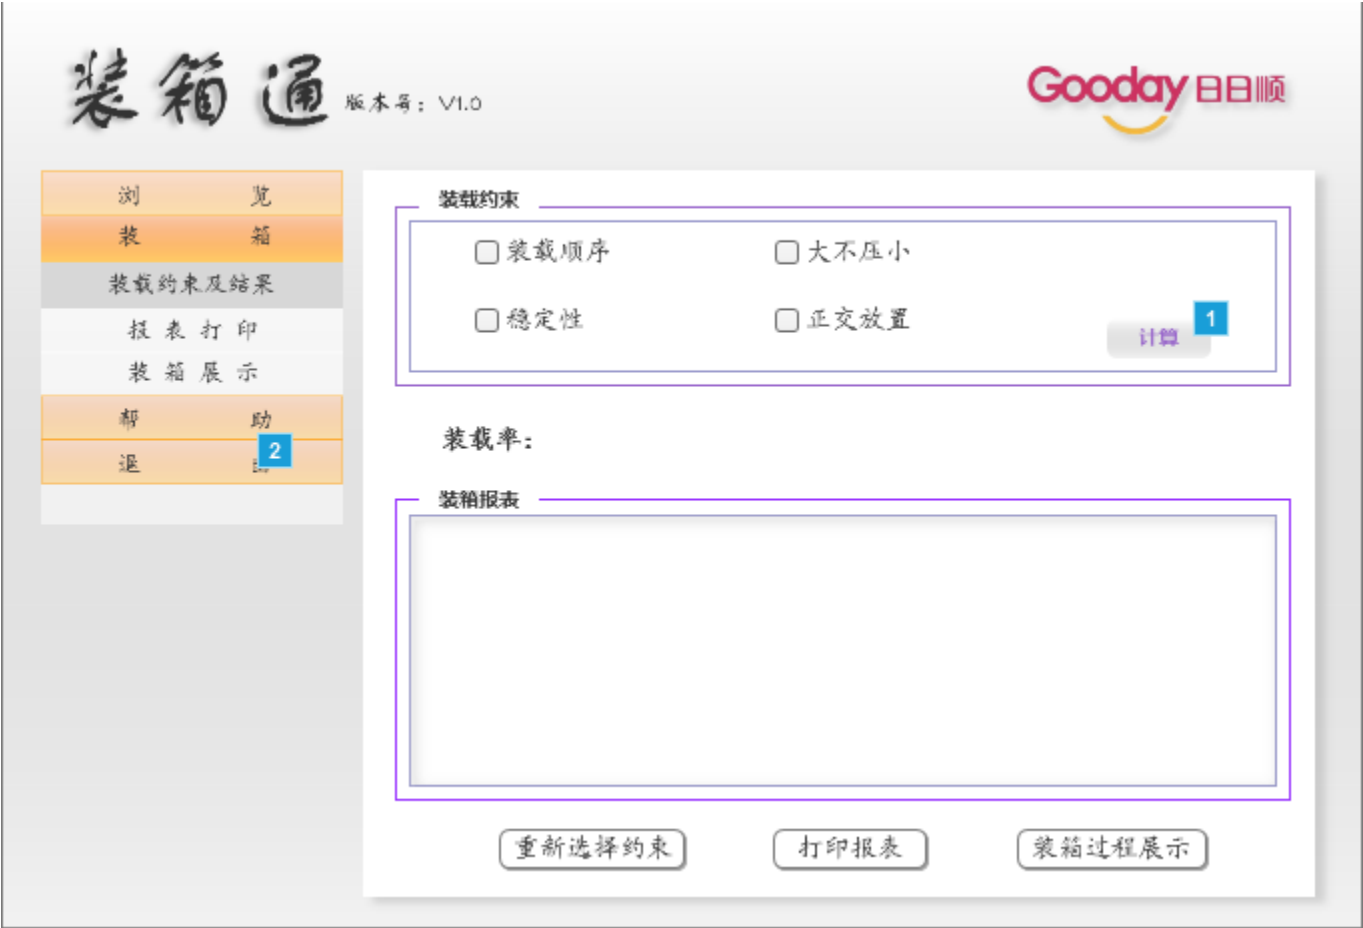 装箱通 版本号：V1.0
Gooday 日日顺
浏 览
装 箱
装载约束及结果
报表打印
装箱展示
帮 助
退
2
装载约束
装载顺序 大不压小
稳定性 正交放置
计算 1
装载率：
装箱报表
重新选择约束 打印报表 装箱过程展示